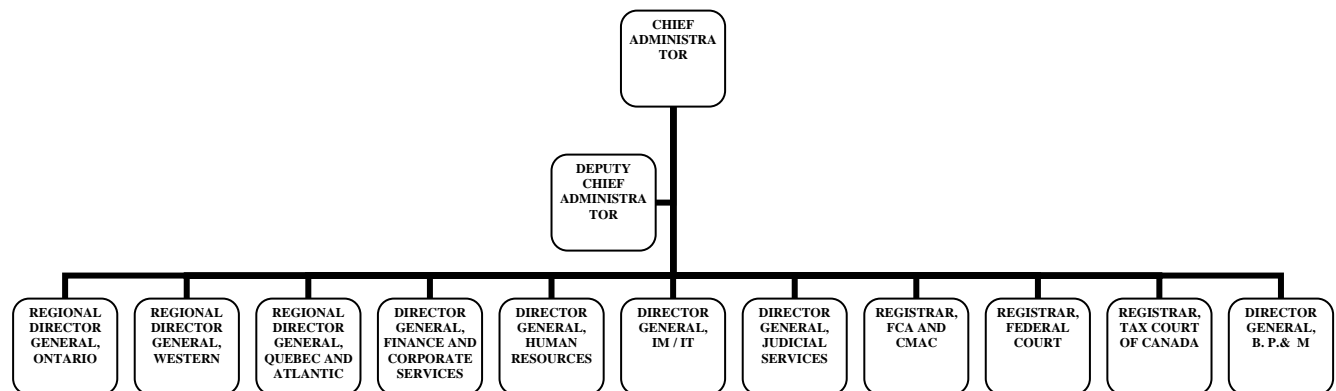 CHIEF
ADMINISTRA
TOR
DEPUTY
CHIEF
ADMINISTRA
TOR
REGIONAL
DIRECTOR
GENERAL,
ONTARIO
REGIONAL
DIRECTOR
GENERAL,
WESTERN
REGIONAL
DIRECTOR
GENERAL,
QUEBEC AND
ATLANTIC
DIRECTOR
GENERAL,
FINANCE AND
CORPORATE
SERVICES
DIRECTOR
GENERAL,
HUMAN
RESOURCES
DIRECTOR
GENERAL,
IM / IT
DIRECTOR
GENERAL,
JUDICIAL
SERVICES
REGISTRAR,
FCA AND
CMAC
REGISTRAR,
FEDERAL
COURT
REGISTRAR,
TAX COURT
OF CANADA
DIRECTOR
GENERAL,
B. P.& M